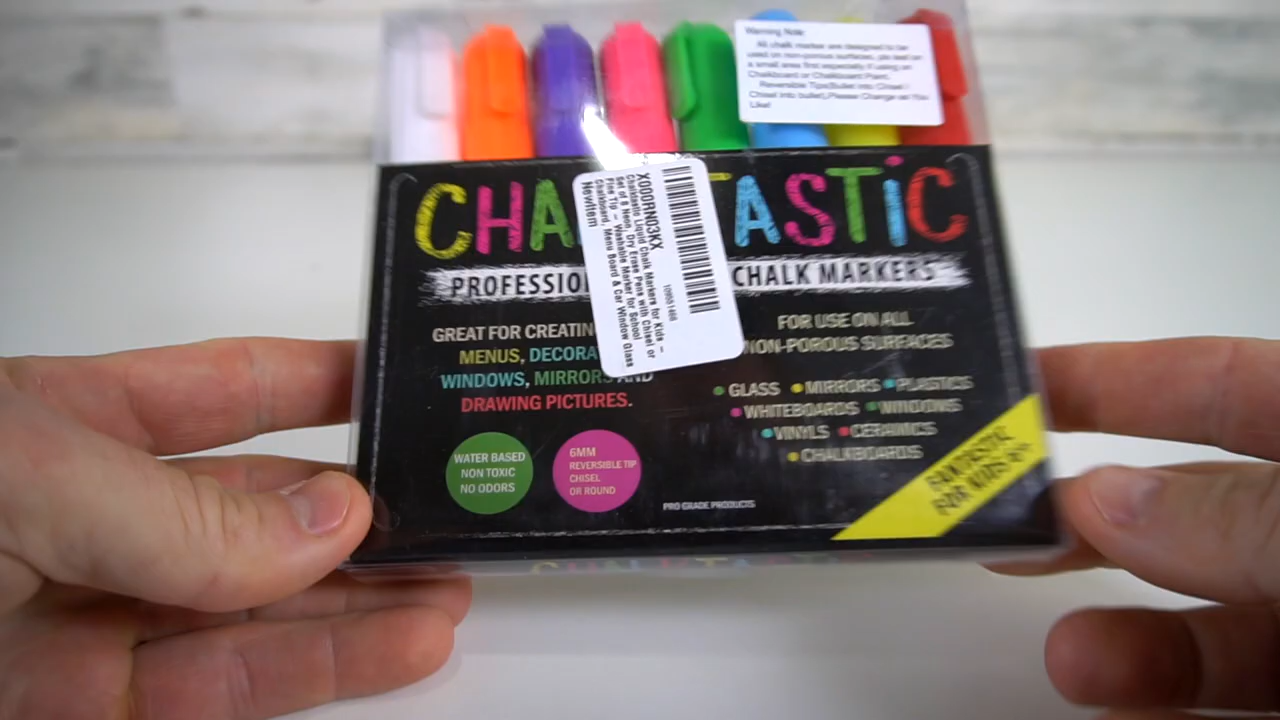 Warning Note:
All chalk marker are designed to be
used on non-porous surfaces, pls test on
a small area first especially if using on
Chalkboard or Chalkboard Paint.
Reversible Tips(Bullet into Chisel /
Chisel into bullet),Please Change as You
Like!
CHA TASTiC
PROFESSIO CHALK MARKERS
X000RN03KX
Chalktastic Liquid Chalk Markers for Kids –
Set of 8 Neon, Dry Erase Pens with Chisel or
Fine Tip – Washable Marker for School
Chalkboard, Menu Board & Car Window Glass
NewItem
GREAT FOR CREATIN
MENUS, DECORA
WINDOWS, MIRRORS AND
DRAWING PICTURES.
FOR USE ON ALL
NON-POROUS SURFACES
• GLASS • MIRRORS • PLASTICS
• WHITEBOARDS • WINDOWS
• VINYLS • CERAMICS
• CHALKBOARDS
WATER BASED
NON TOXIC
NO ODORS
6MM
REVERSIBLE TIP
CHISEL
OR ROUND
PRO GRADE PRODUCTS
FANTASTIC
FOR KIDS